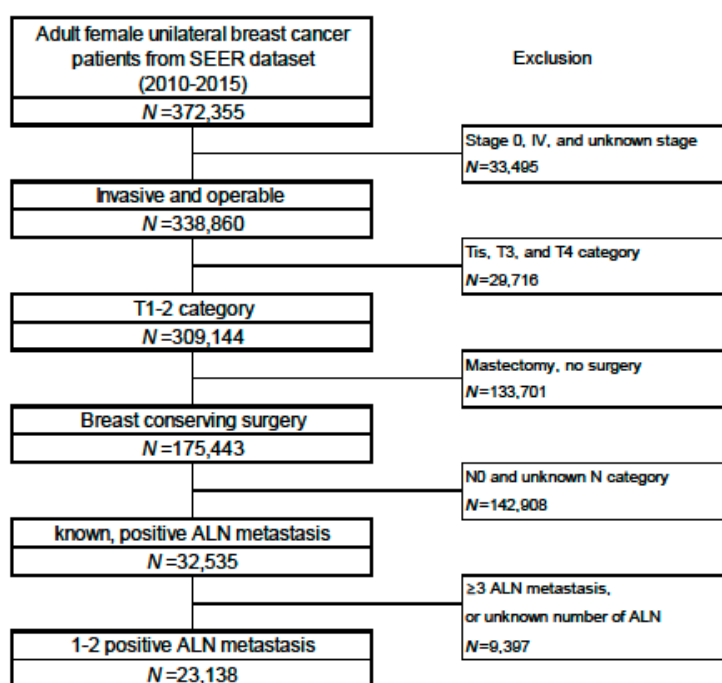 Adult female unilateral breast cancer
patients from SEER dataset
(2010-2015)
N=372,355
Exclusion
Stage 0, IV, and unknown stage
N=33,495
Invasive and operable
N=338,860
Tis, T3, and T4 category
N=29,716
T1-2 category
N=309,144
Mastectomy, no surgery
N=133,701
Breast conserving surgery
N=175,443
N0 and unknown N category
N=142,908
known, positive ALN metastasis
N=32,535
≥3 ALN metastasis,
or unknown number of ALN
N=9,397
1-2 positive ALN metastasis
N=23,138